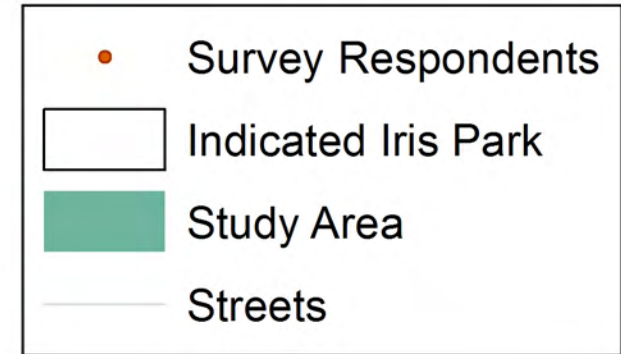 Survey Respondents
Indicated Iris Park
Study Area
Streets